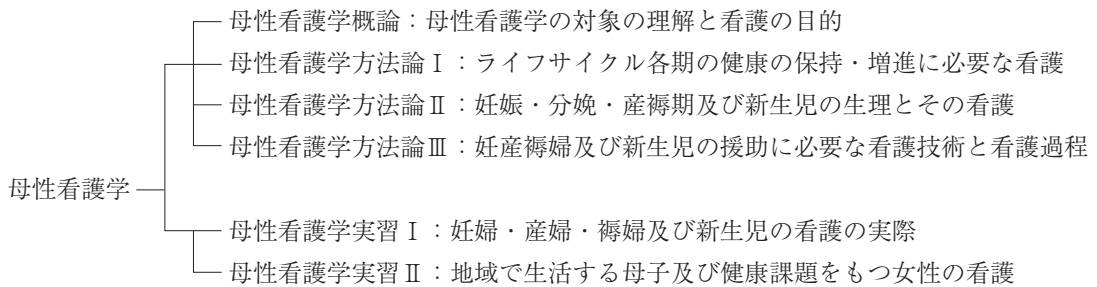 母性看護学概論：母性看護学の対象の理解と看護の目的
母性看護学方法論Ⅰ：ライフサイクル各期の健康の保持・増進に必要な看護
母性看護学方法論Ⅱ：妊娠・分娩・産褥期及び新生児の生理とその看護
母性看護学方法論Ⅲ：妊産褥婦及び新生児の援助に必要な看護技術と看護過程
母性看護学
母性看護学実習Ⅰ：妊婦・産婦・褥婦及び新生児の看護の実際
母性看護学実習Ⅱ：地域で生活する母子及び健康課題をもつ女性の看護